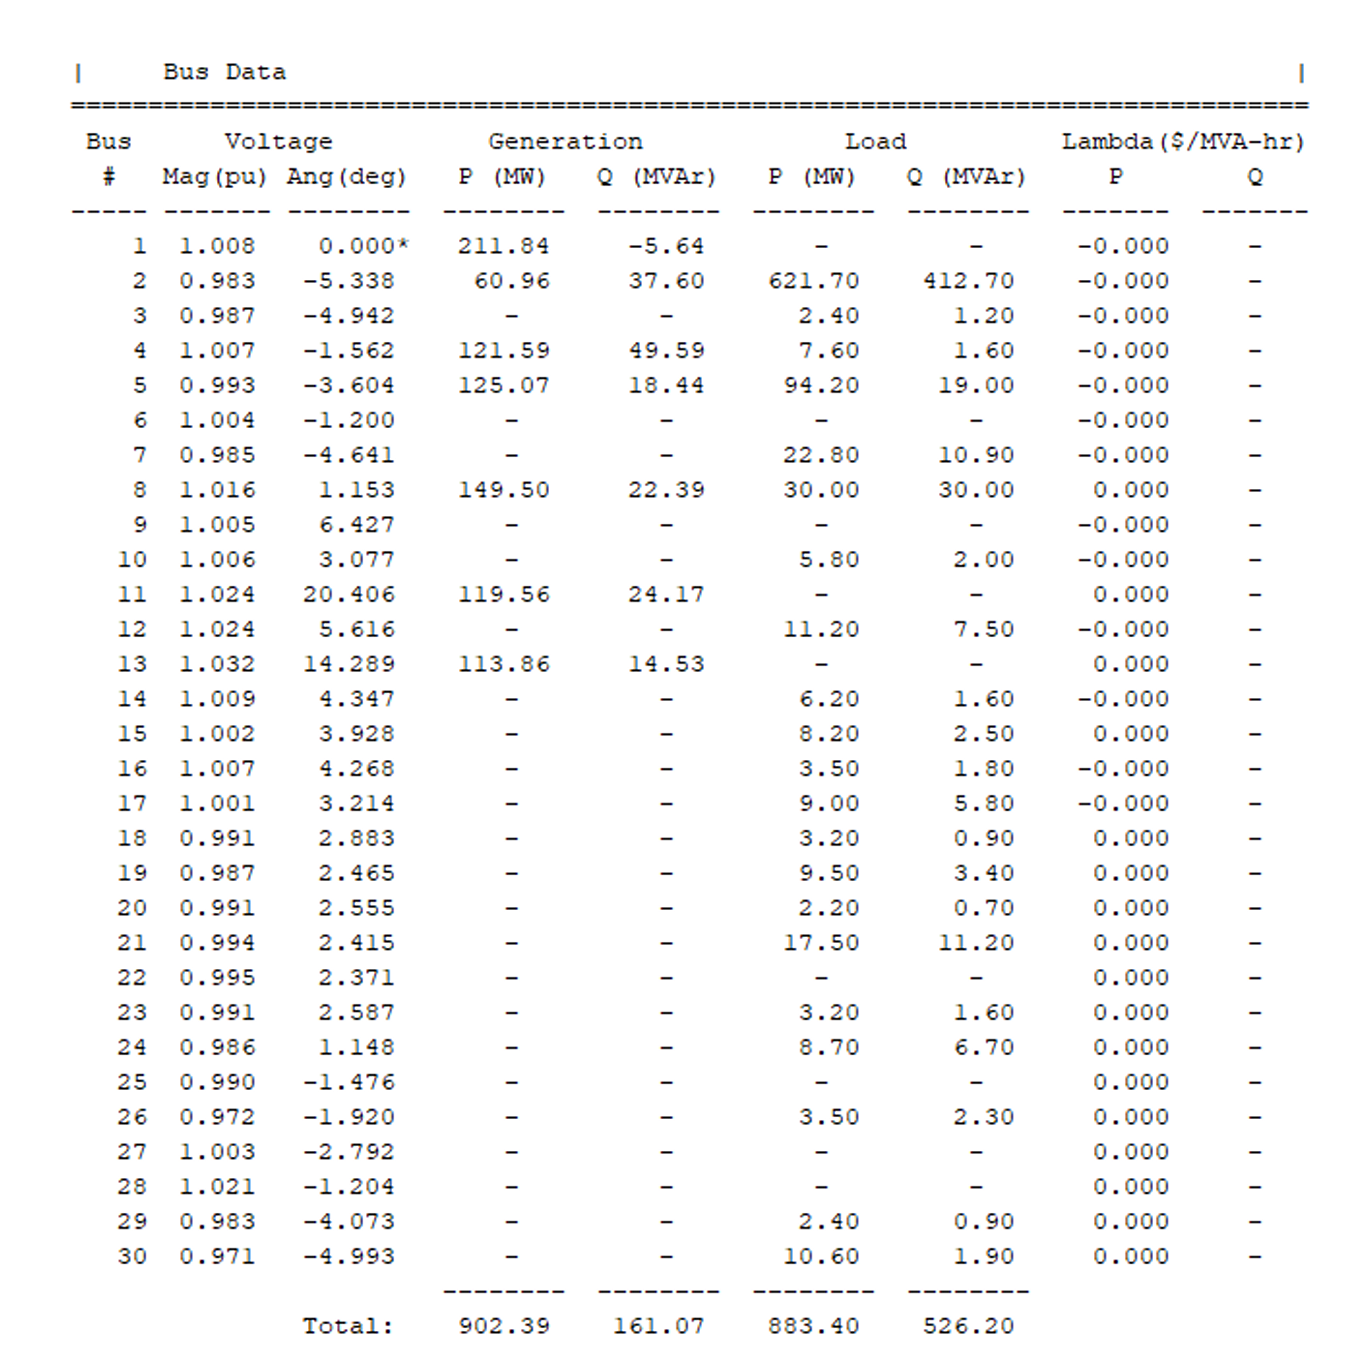 |     Bus Data                                                                  |
================================================================================
 Bus      Voltage          Generation             Load          Lambda($/MVA-hr)
  #   Mag(pu) Ang(deg)   P (MW)   Q (MVAr)   P (MW)   Q (MVAr)     P        Q
----- ------- --------  --------  --------  --------  --------  -------  -------
    1  1.008    0.000*   211.84     -5.64       -         -      -0.000     -
    2  0.983   -5.338     60.96     37.60    621.70    412.70    -0.000     -
    3  0.987   -4.942       -         -        2.40      1.20    -0.000     -
    4  1.007   -1.562    121.59     49.59      7.60      1.60    -0.000     -
    5  0.993   -3.604    125.07     18.44     94.20     19.00    -0.000     -
    6  1.004   -1.200       -         -         -         -      -0.000     -
    7  0.985   -4.641       -         -       22.80     10.90    -0.000     -
    8  1.016    1.153    149.50     22.39     30.00     30.00     0.000     -
    9  1.005    6.427       -         -         -         -      -0.000     -
   10  1.006    3.077       -         -        5.80      2.00    -0.000     -
   11  1.024   20.406    119.56     24.17       -         -       0.000     -
   12  1.024    5.616       -         -       11.20      7.50    -0.000     -
   13  1.032   14.289    113.86     14.53       -         -       0.000     -
   14  1.009    4.347       -         -        6.20      1.60    -0.000     -
   15  1.002    3.928       -         -        8.20      2.50     0.000     -
   16  1.007    4.268       -         -        3.50      1.80    -0.000     -
   17  1.001    3.214       -         -        9.00      5.80    -0.000     -
   18  0.991    2.883       -         -        3.20      0.90     0.000     -
   19  0.987    2.465       -         -        9.50      3.40     0.000     -
   20  0.991    2.555       -         -        2.20      0.70     0.000     -
   21  0.994    2.415       -         -       17.50     11.20     0.000     -
   22  0.995    2.371       -         -         -         -       0.000     -
   23  0.991    2.587       -         -        3.20      1.60     0.000     -
   24  0.986    1.148       -         -        8.70      6.70     0.000     -
   25  0.990   -1.476       -         -         -         -       0.000     -
   26  0.972   -1.920       -         -        3.50      2.30     0.000     -
   27  1.003   -2.792       -         -         -         -       0.000     -
   28  1.021   -1.204       -         -         -         -       0.000     -
   29  0.983   -4.073       -         -        2.40      0.90     0.000     -
   30  0.971   -4.993       -         -       10.60      1.90     0.000     -
                        --------  --------  --------  --------
               Total:    902.39    161.07    883.40    526.20